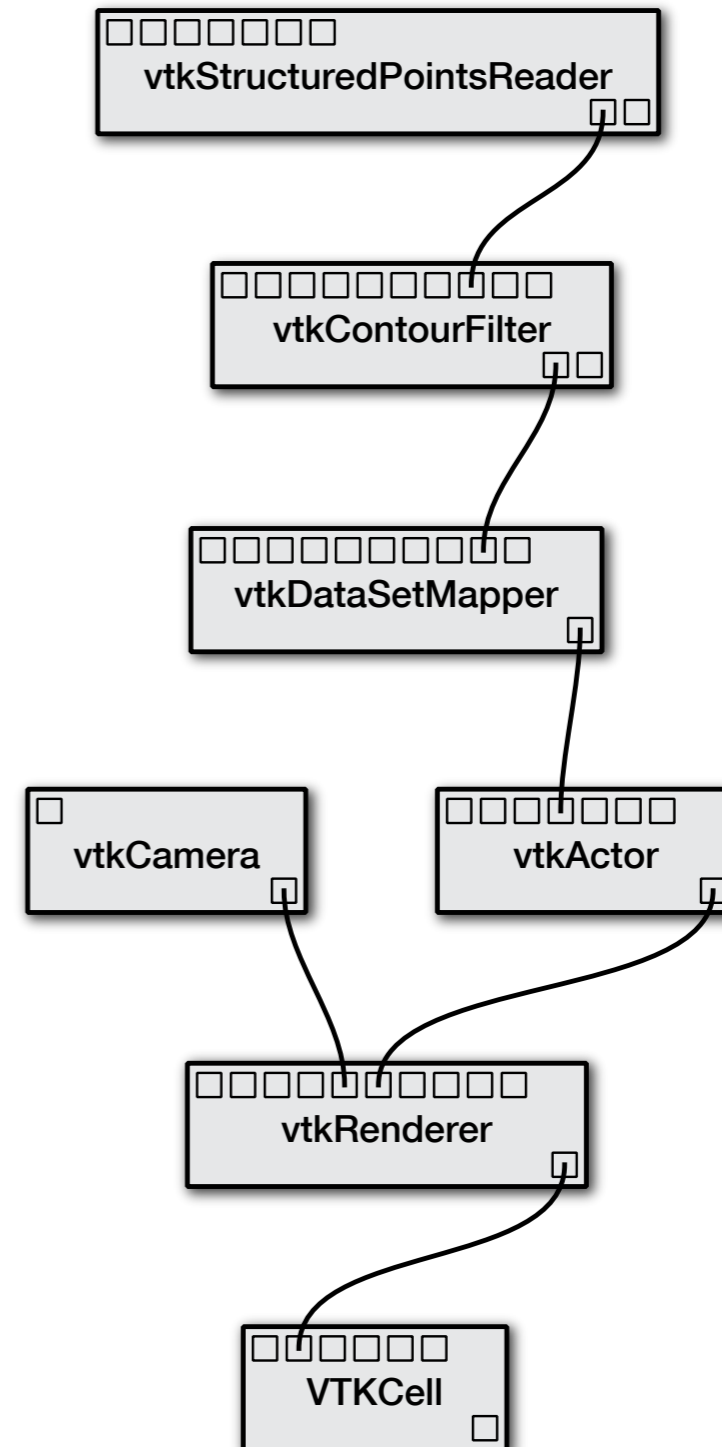 vtkStructuredPointsReader
vtkContourFilter
vtkDataSetMapper
vtkCamera
vtkActor
vtkRenderer
VTKCell